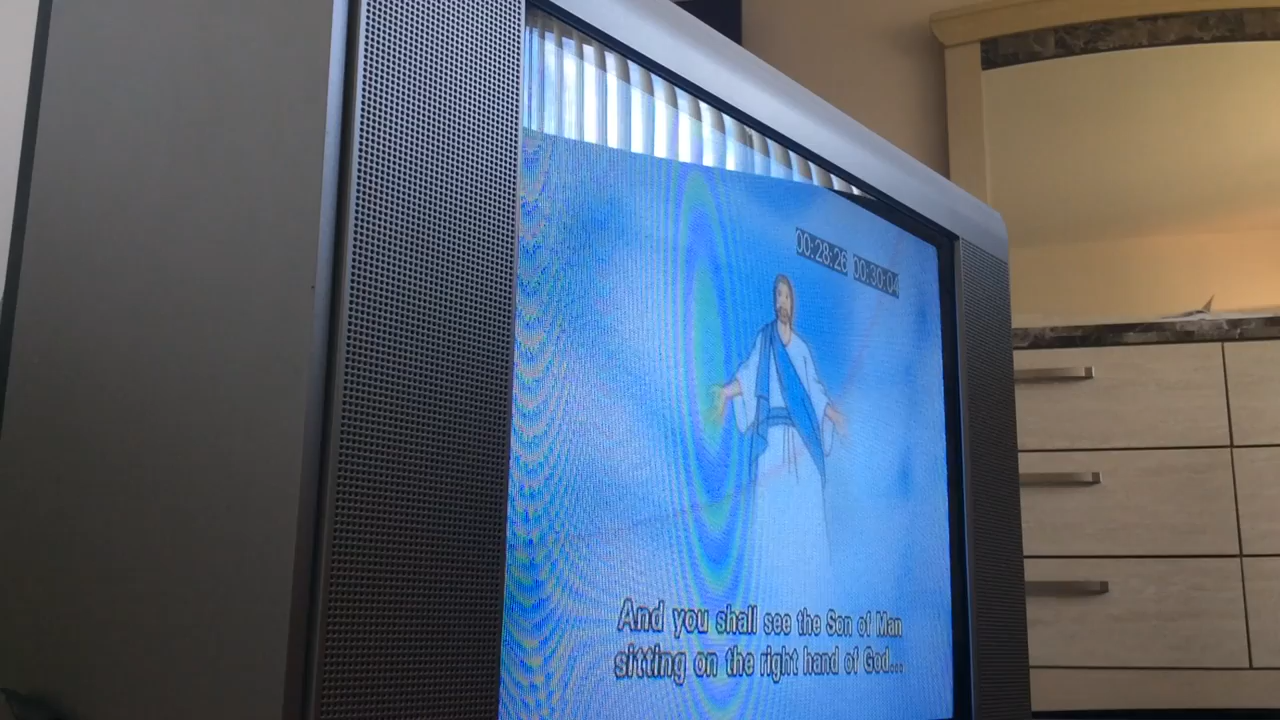 00:28:26 00:30:04
And you shall see the Son of Man
sitting on the right hand of God...